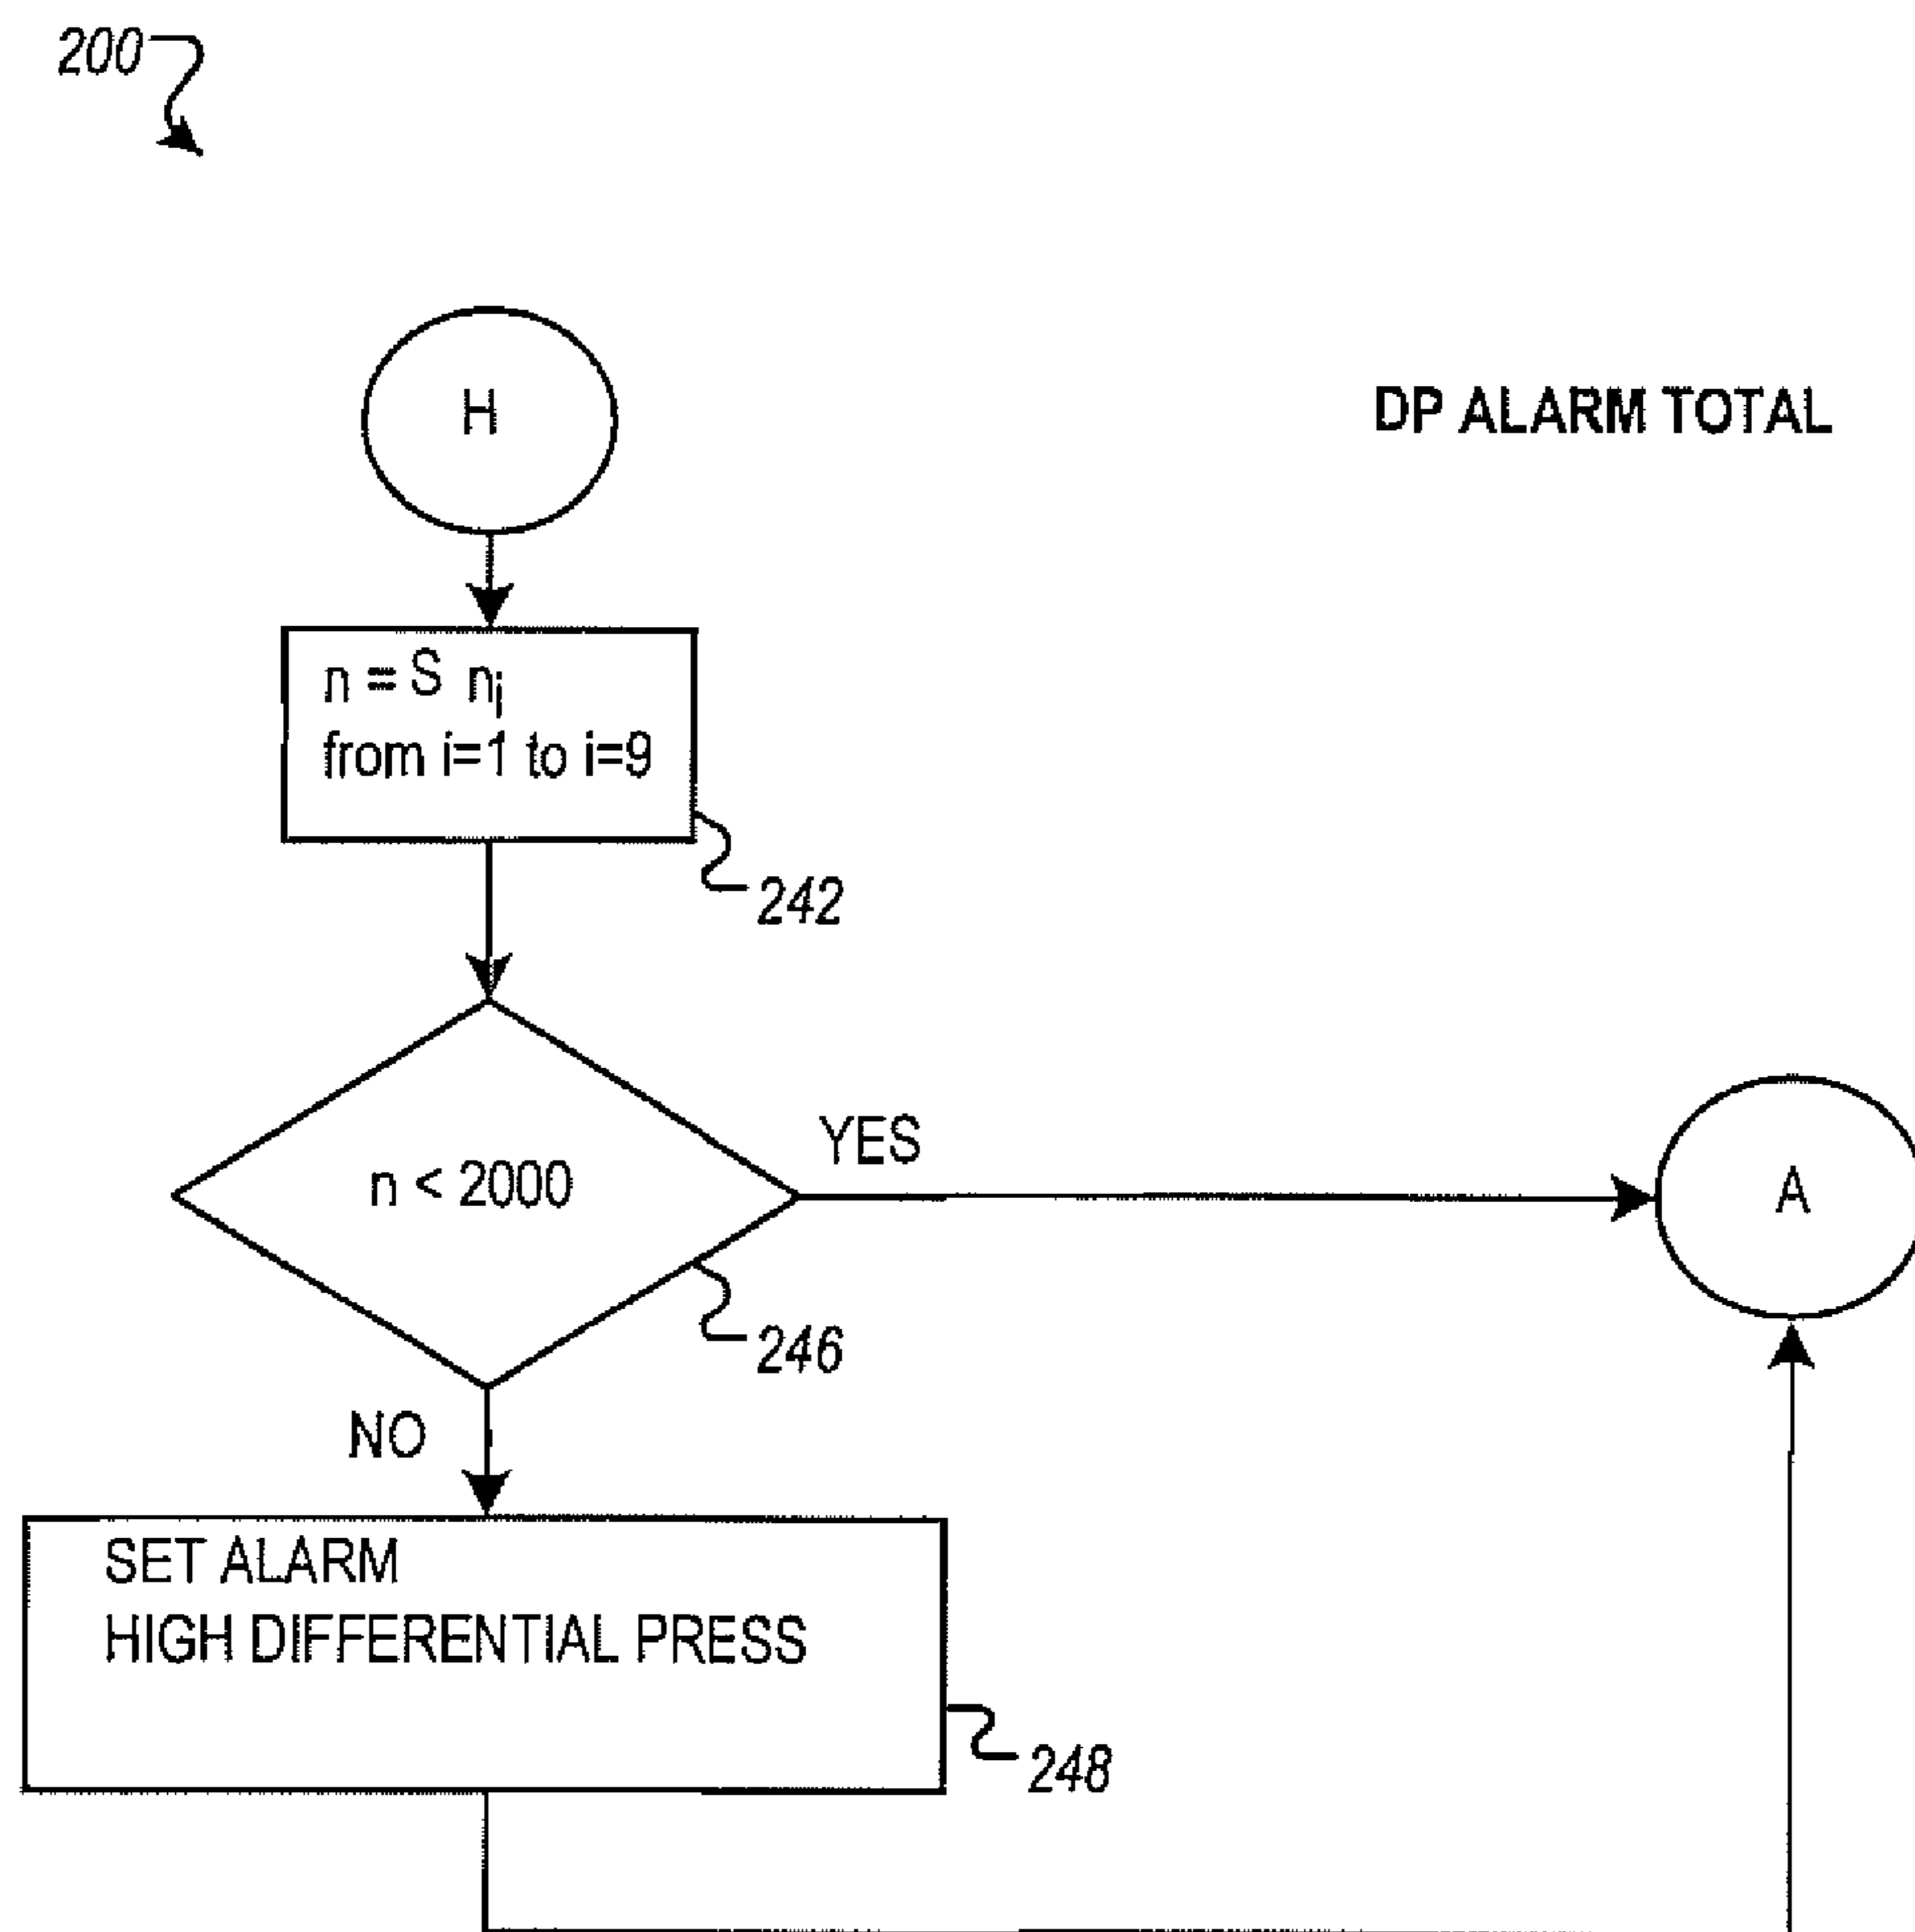 200
H
DP ALARM TOTAL
n = S nj
from i=1 to i=9
242
n < 2000
YES
A
246
NO
SET ALARM
HIGH DIFFERENTIAL PRESS
248